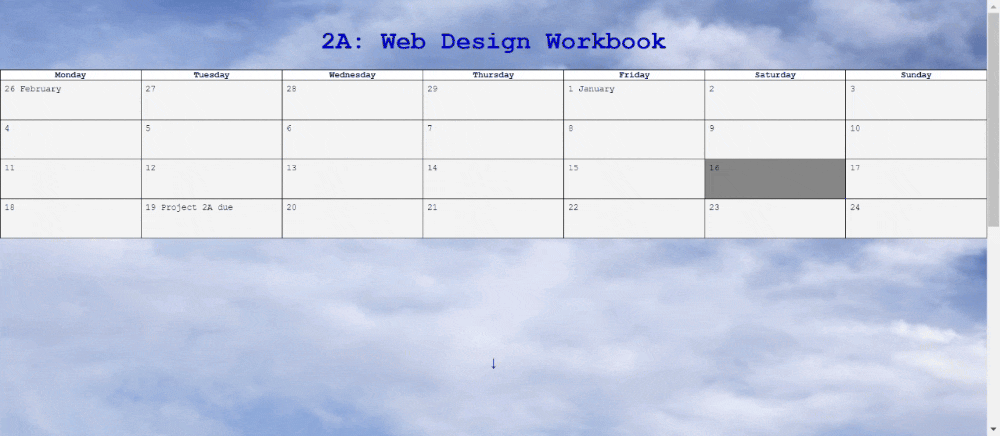 2A: Web Design Workbook
Monday Tuesday Wednesday Thursday Friday Saturday Sunday
26 February 27 28 29 1 January 2 3
4 5 6 7 8 9 10
11 12 13 14 15 16 17
18 19 Project 2A due 20 21 22 23 24
↓